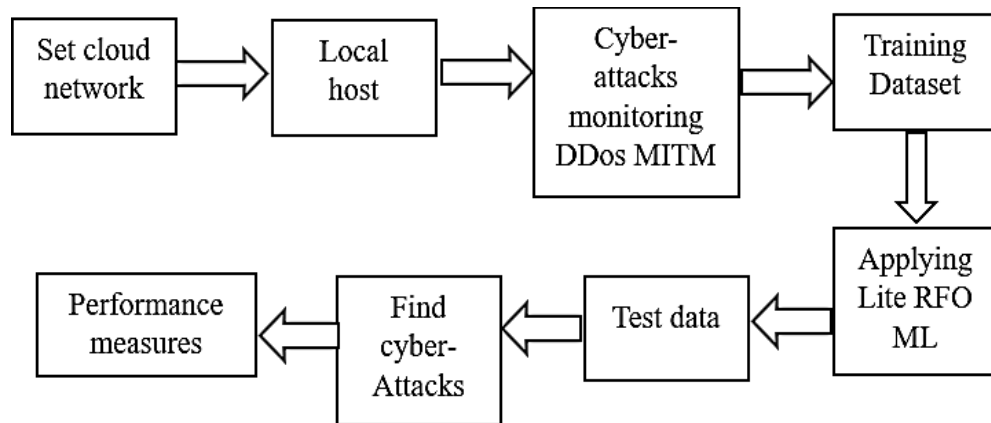 Set cloud
network
Local
host
Cyber-
attacks
monitoring
DDos MITM
Training
Dataset
Applying
Lite RFO
ML
Test data
Find
cyber-
Attacks
Performance
measures